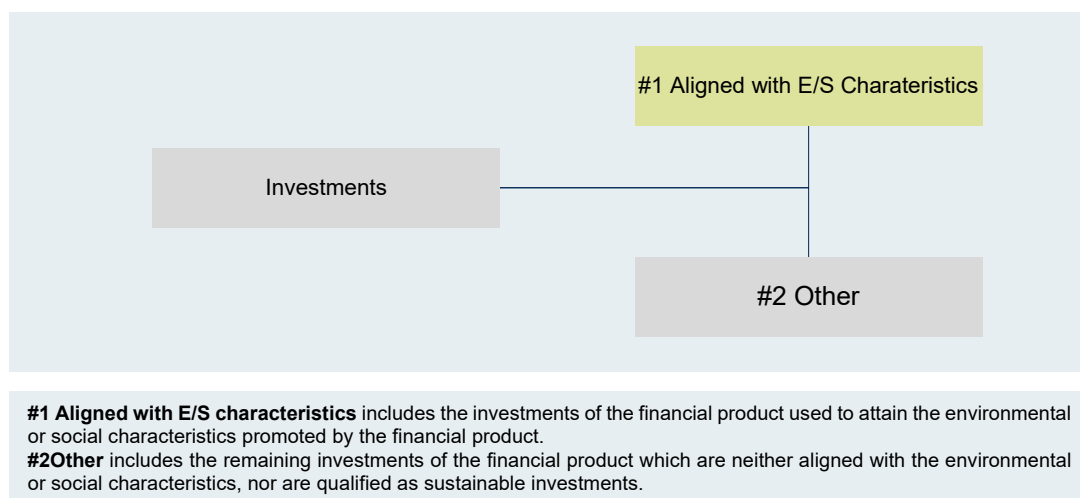 #1 Aligned with E/S Charateristics
Investments
#2 Other
#1 Aligned with E/S characteristics includes the investments of the financial product used to attain the environmental
or social characteristics promoted by the financial product.
#2Other includes the remaining investments of the financial product which are neither aligned with the environmental
or social characteristics, nor are qualified as sustainable investments.